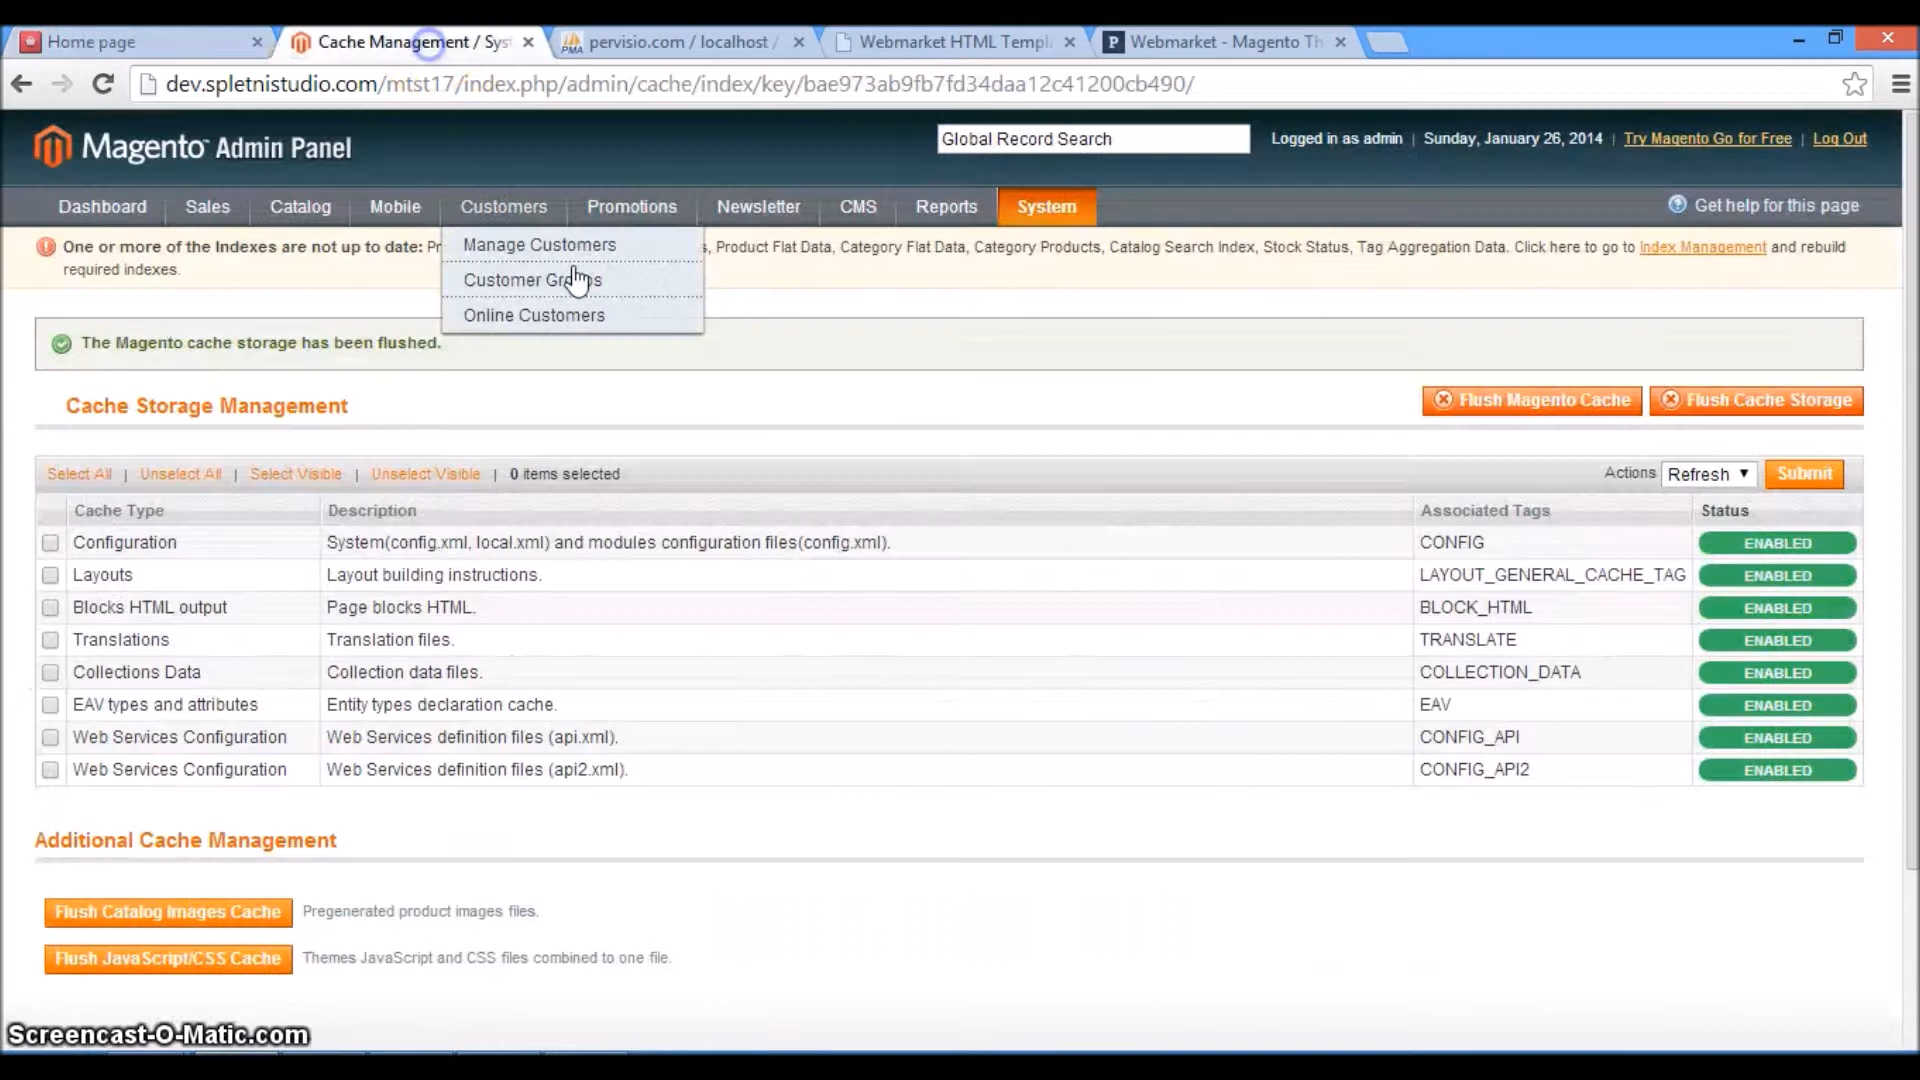 Home page
Cache Management / Sys
pervisio.com / localhost /
Webmarket HTML Templ
P Webmarket - Magento Th
dev.spletnistudio.com/mtst17/index.php/admin/cache/index/key/bae973ab9fb7fd34daa12c41200cb490/
Magento Admin Panel
Global Record Search
Logged in as admin | Sunday, January 26, 2014 | Try Magento Go for Free | Log Out
Dashboard Sales Catalog Mobile Customers Promotions Newsletter CMS Reports System
Get help for this page
Manage Customers
Customer Groups
Online Customers
One or more of the Indexes are not up to date: Pr s, Product Flat Data, Category Flat Data, Category Products, Catalog Search Index, Stock Status, Tag Aggregation Data. Click here to go to Index Management and rebuild
required indexes.
The Magento cache storage has been flushed.
Cache Storage Management
Flush Magento Cache
Flush Cache Storage
Select All | Unselect All | Select Visible | Unselect Visible | 0 items selected
Actions Refresh Submit
Cache Type Description Associated Tags Status
Configuration System(config.xml, local.xml) and modules configuration files(config.xml). CONFIG ENABLED
Layouts Layout building instructions. LAYOUT_GENERAL_CACHE_TAG ENABLED
Blocks HTML output Page blocks HTML. BLOCK_HTML ENABLED
Translations Translation files. TRANSLATE ENABLED
Collections Data Collection data files. COLLECTION_DATA ENABLED
EAV types and attributes Entity types declaration cache. EAV ENABLED
Web Services Configuration Web Services definition files (api.xml). CONFIG_API ENABLED
Web Services Configuration Web Services definition files (api2.xml). CONFIG_API2 ENABLED
Additional Cache Management
Flush Catalog Images Cache Pregenerated product images files.
Flush JavaScript/CSS Cache Themes JavaScript and CSS files combined to one file.
Screencast-O-Matic.com